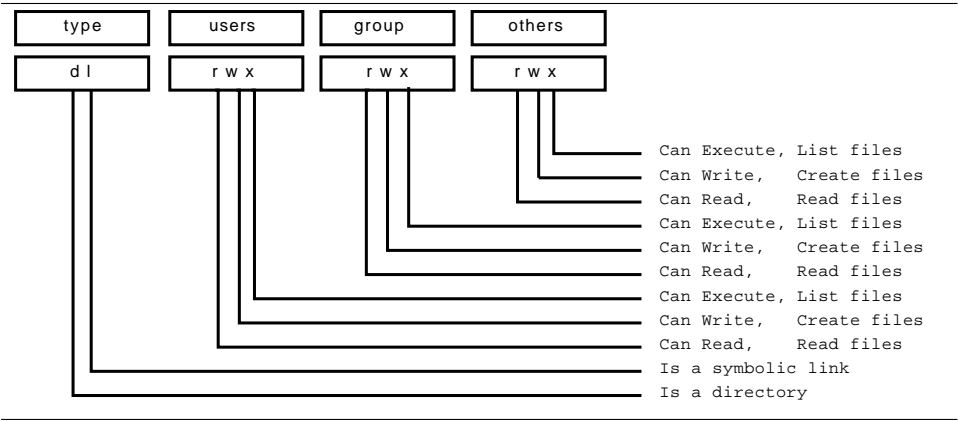 type users group others
d l r w x r w x r w x
Can Execute, List files
Can Write, Create files
Can Read, Read files
Can Execute, List files
Can Write, Create files
Can Read, Read files
Can Execute, List files
Can Write, Create files
Can Read, Read files
Is a symbolic link
Is a directory